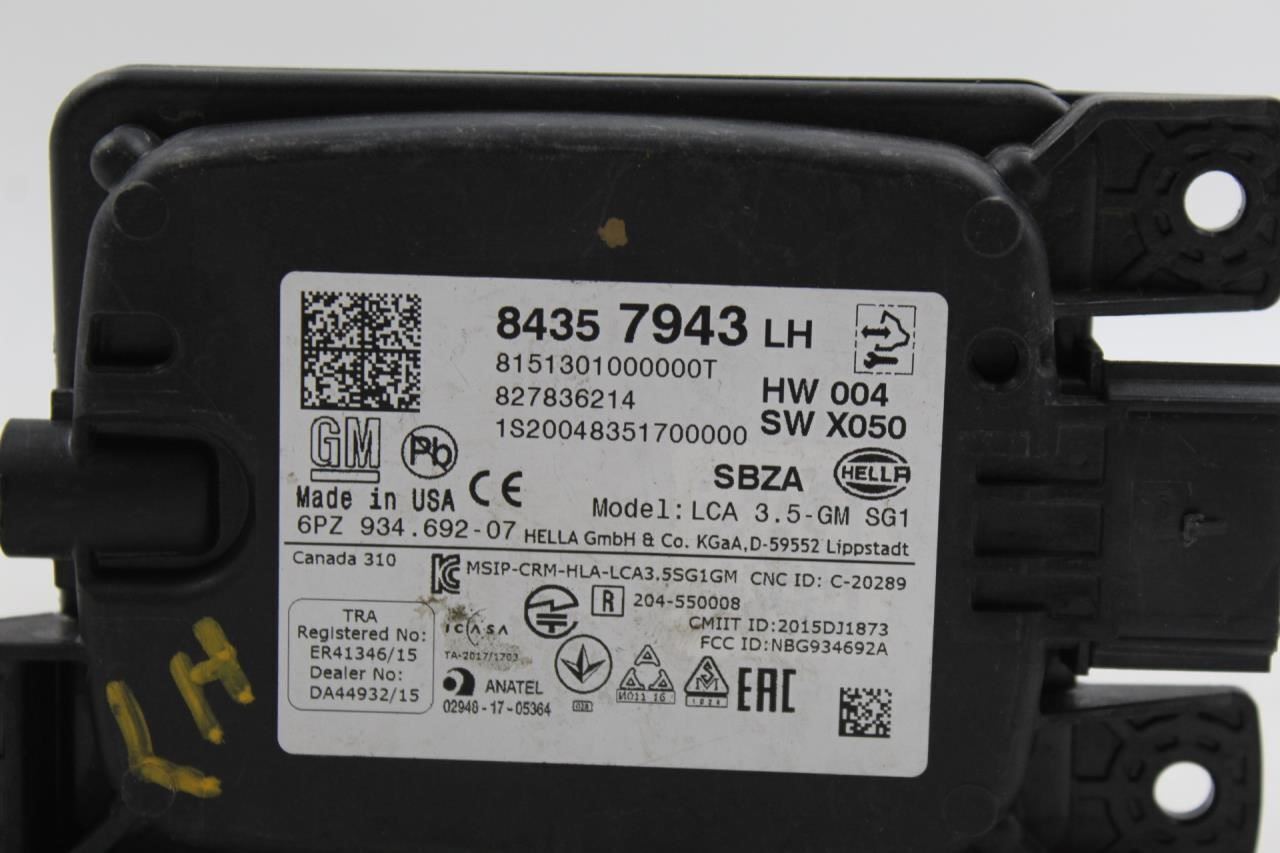 8435 7943 LH
8151301000000T
827836214
HW 004
1S20048351700000
SW X050
GM
Pb
SBZA
HELLA
Made in USA CE
Model: LCA 3.5-GM SG1
6PZ 934.692-07 HELLA GmbH & Co. KGaA,D-59552 Lippstadt
Canada 310
MSIP-CRM-HLA-LCA3.5SG1GM CNC ID: C-20289
R 204-550008
TRA
Registered No:
ER41346/15
Dealer No:
DA44932/15
ICASA
TA-2017/1703
CMIIT ID:2015DJ1873
FCC ID:NBG934692A
ANATEL
02948-17-05364
EAC
LH